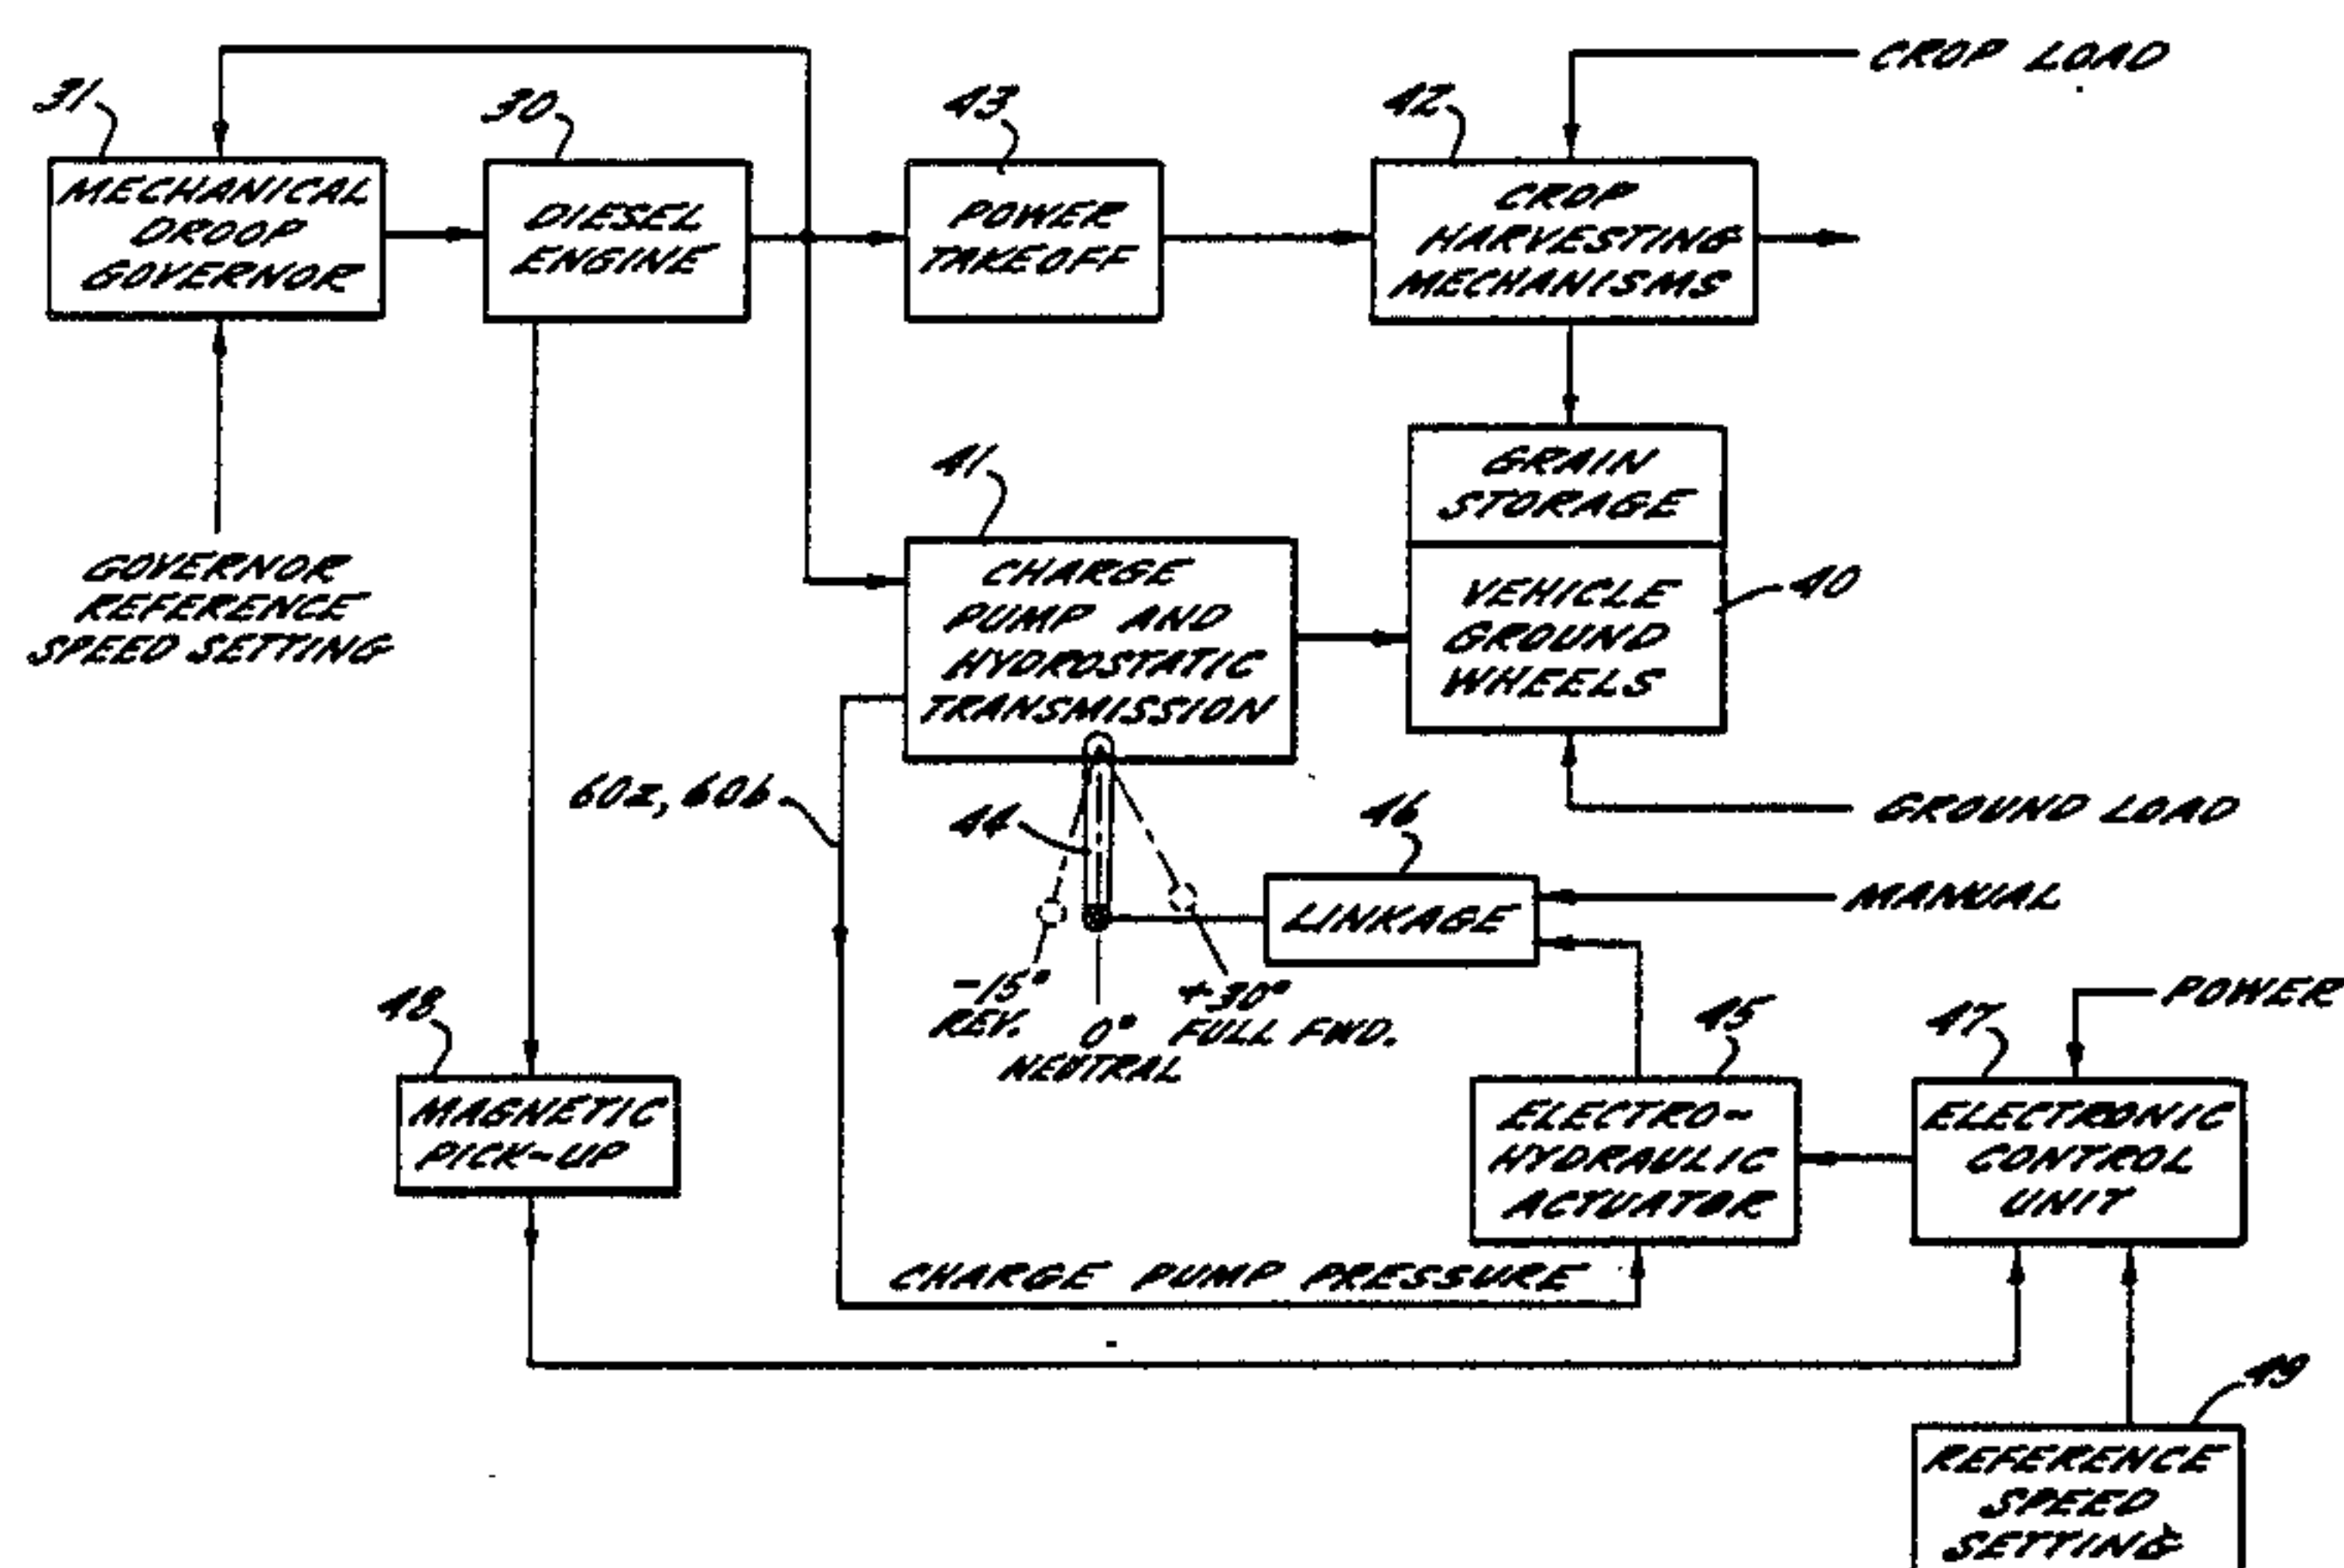 CROP LOAD
31
30
43
42
MECHANICAL
DROOP
GOVERNOR
DIESEL
ENGINE
POWER
TAKEOFF
CROP
HARVESTING
MECHANISMS
41
GRAIN
STORAGE
GOVERNOR
REFERENCE
SPEED SETTING
CHARGE
PUMP AND
HYDROSTATIC
TRANSMISSION
VEHICLE
GROUND
WHEELS
40
60a, 60b
44
46
GROUND LOAD
LINKAGE
MANUAL
-15°
REV.
0°
NEUTRAL
+30°
FULL FWD.
48
45
47
POWER
MAGNETIC
PICK-UP
ELECTRO-
HYDRAULIC
ACTUATOR
ELECTRONIC
CONTROL
UNIT
CHARGE PUMP PRESSURE
49
REFERENCE
SPEED
SETTING